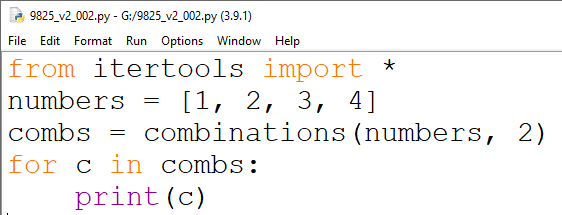 9825_v2_002.py - G:/9825_v2_002.py (3.9.1)
File Edit Format Run Options Window Help
from itertools import *
numbers = [1, 2, 3, 4]
combs = combinations(numbers, 2)
for c in combs:
    print(c)